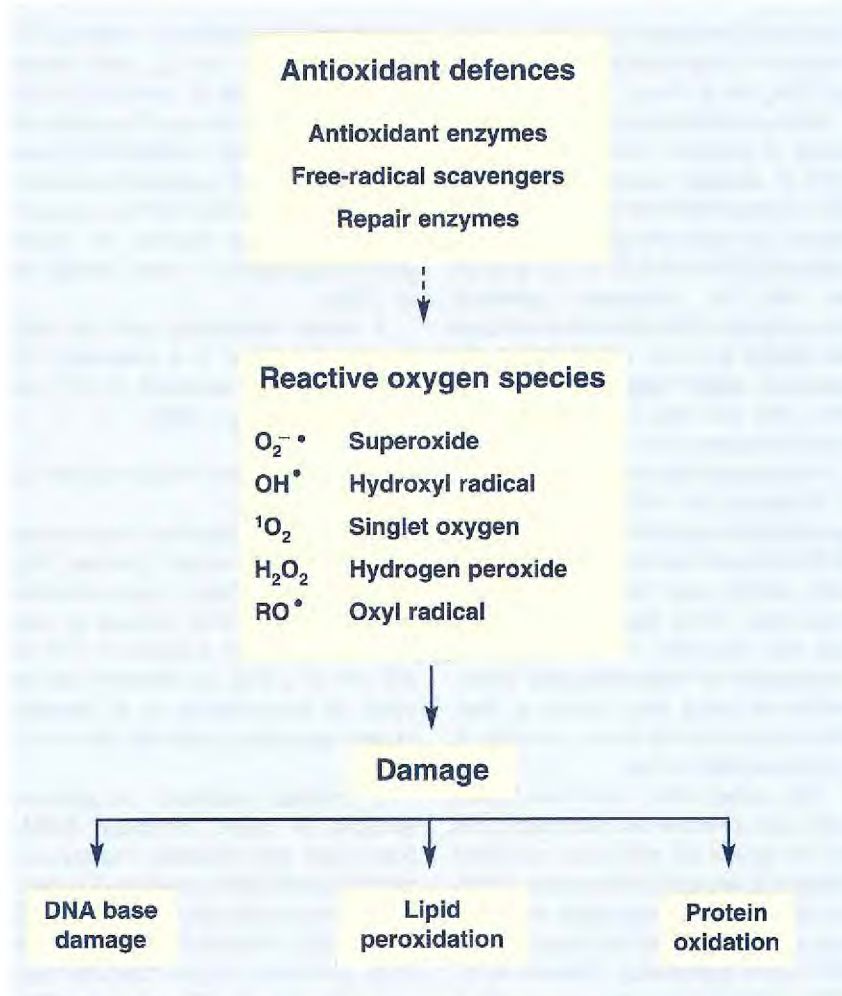 Antioxidant defences
Antioxidant enzymes
Free-radical scavengers
Repair enzymes
Reactive oxygen species
O₂⁻• Superoxide
OH• Hydroxyl radical
¹O₂ Singlet oxygen
H₂O₂ Hydrogen peroxide
RO• Oxyl radical
Damage
DNA base
damage
Lipid
peroxidation
Protein
oxidation